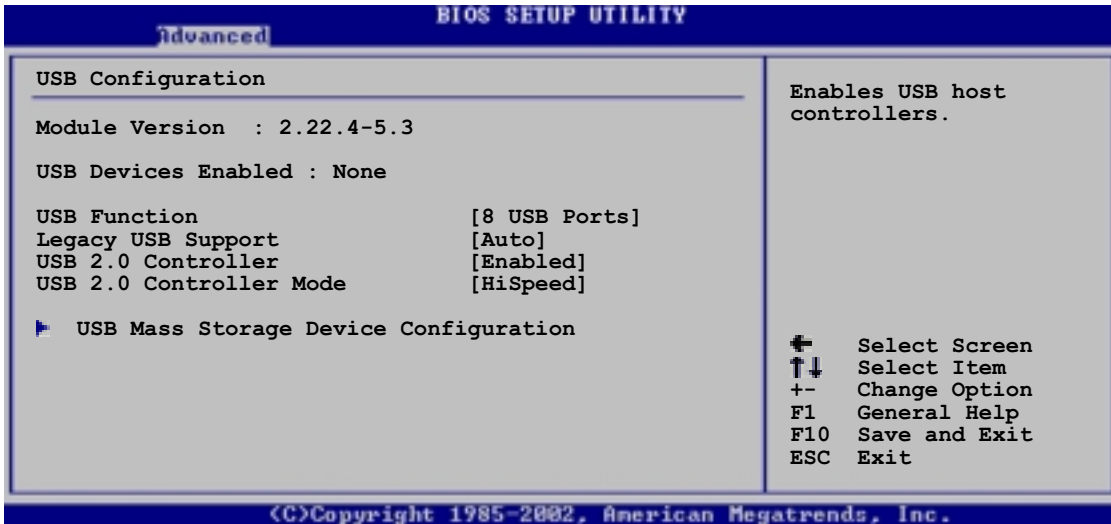 BIOS SETUP UTILITY
Advanced
USB Configuration
Module Version : 2.22.4-5.3
USB Devices Enabled : None
USB Function [8 USB Ports]
Legacy USB Support [Auto]
USB 2.0 Controller [Enabled]
USB 2.0 Controller Mode [HiSpeed]
USB Mass Storage Device Configuration
Enables USB host
controllers.
← Select Screen
↑↓ Select Item
+- Change Option
F1 General Help
F10 Save and Exit
ESC Exit
(C)Copyright 1985-2002, American Megatrends, Inc.